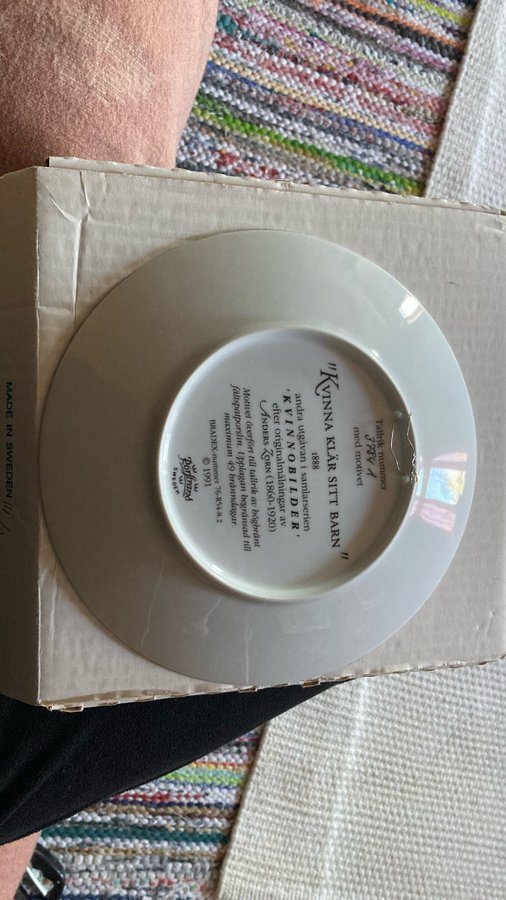 Tallrik nummer
3784 A
med motivet
"KVINNA KLÄR SITT BARN"
1888
andra utgåvan i samlarserien
'KVINNOBILDER'
efter originalmålningar av
ANDERS ZORN (1860-1920)
Motivet överfört till tallrik av högbränt
fältspatporslin. Upplagan begränsad till
maximum 49 bränndagar.
BRADEX-nummer 76-R54-8.2
© 1991
Porsgrund
SWEDEN
MADE IN SWEDEN